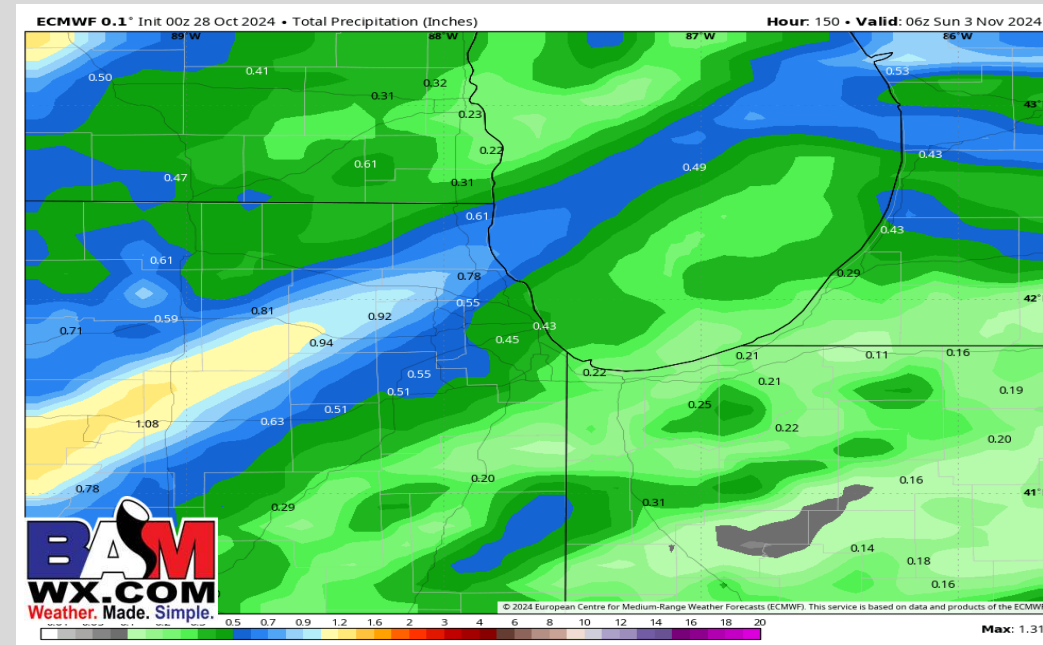 ECMWF 0.1° Init 00z 28 Oct 2024 • Total Precipitation (Inches)
Hour: 150 • Valid: 06z Sun 3 Nov 2024
89°W 88°W 87°W 86°W
0.50 0.41 0.32 0.31 0.23 0.53
43°
0.22 0.61 0.31 0.47 0.49 0.43
0.61 0.43
0.61 0.78 0.29
42°
0.55 0.81 0.92 0.59 0.71 0.94 0.43 0.45
0.21 0.11 0.16
0.22 0.55 0.51 0.21 0.19
0.51 0.25
1.08 0.63 0.22 0.20
0.20 0.16
0.78 41°
0.29 0.31
0.14 0.18
0.16
BAM
WX.COM
Weather. Made. Simple.
© 2024 European Centre for Medium-Range Weather Forecasts (ECMWF). This service is based on data and products of the ECMWF
0.5 0.7 0.9 1.2 1.6 2 3 4 6 8 10 12 14 16 18 20
Max: 1.31